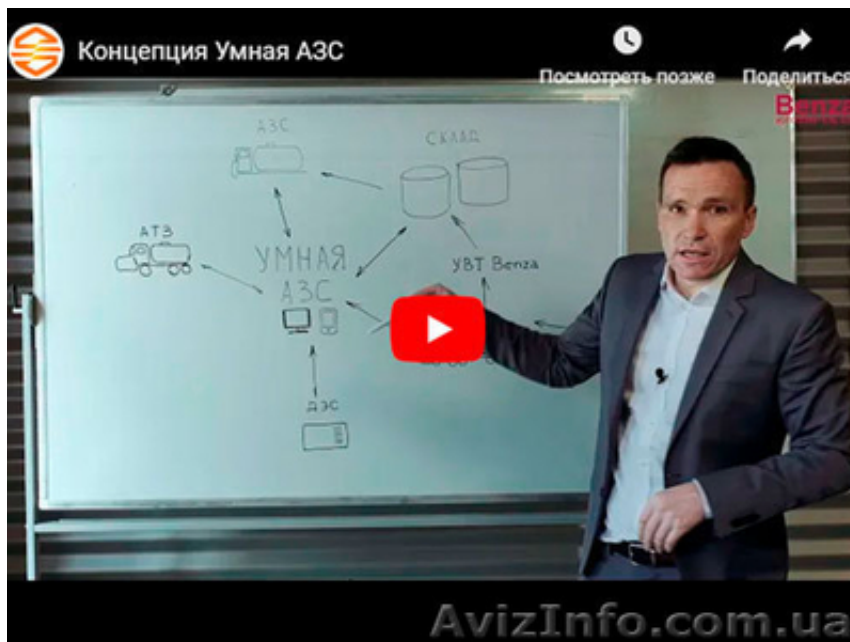 Концепция Умная АЗС
Посмотреть позже
Поделиться
Benza
АЗС
СКЛАД
АТЗ
УМНАЯ
АЗС
УВТ Benza
ДЭС
AvizInfo.com.ua